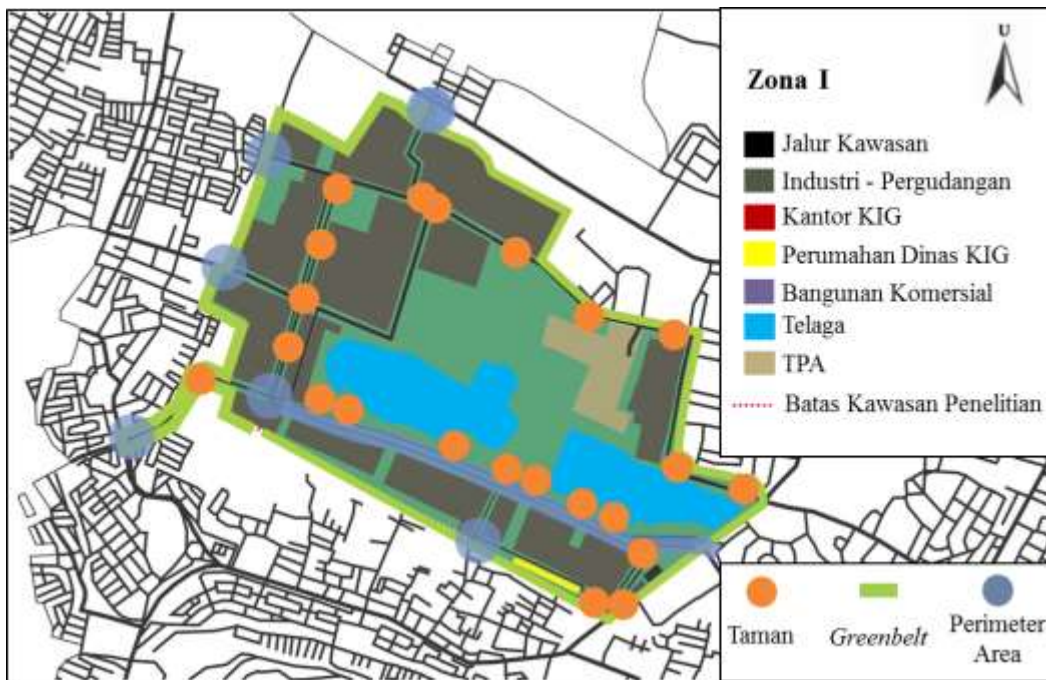 U
Zona I
Jalur Kawasan
Industri - Pergudangan
Kantor KIG
Perumahan Dinas KIG
Bangunan Komersial
Telaga
TPA
Batas Kawasan Penelitian
Taman
Greenbelt
Perimeter
Area